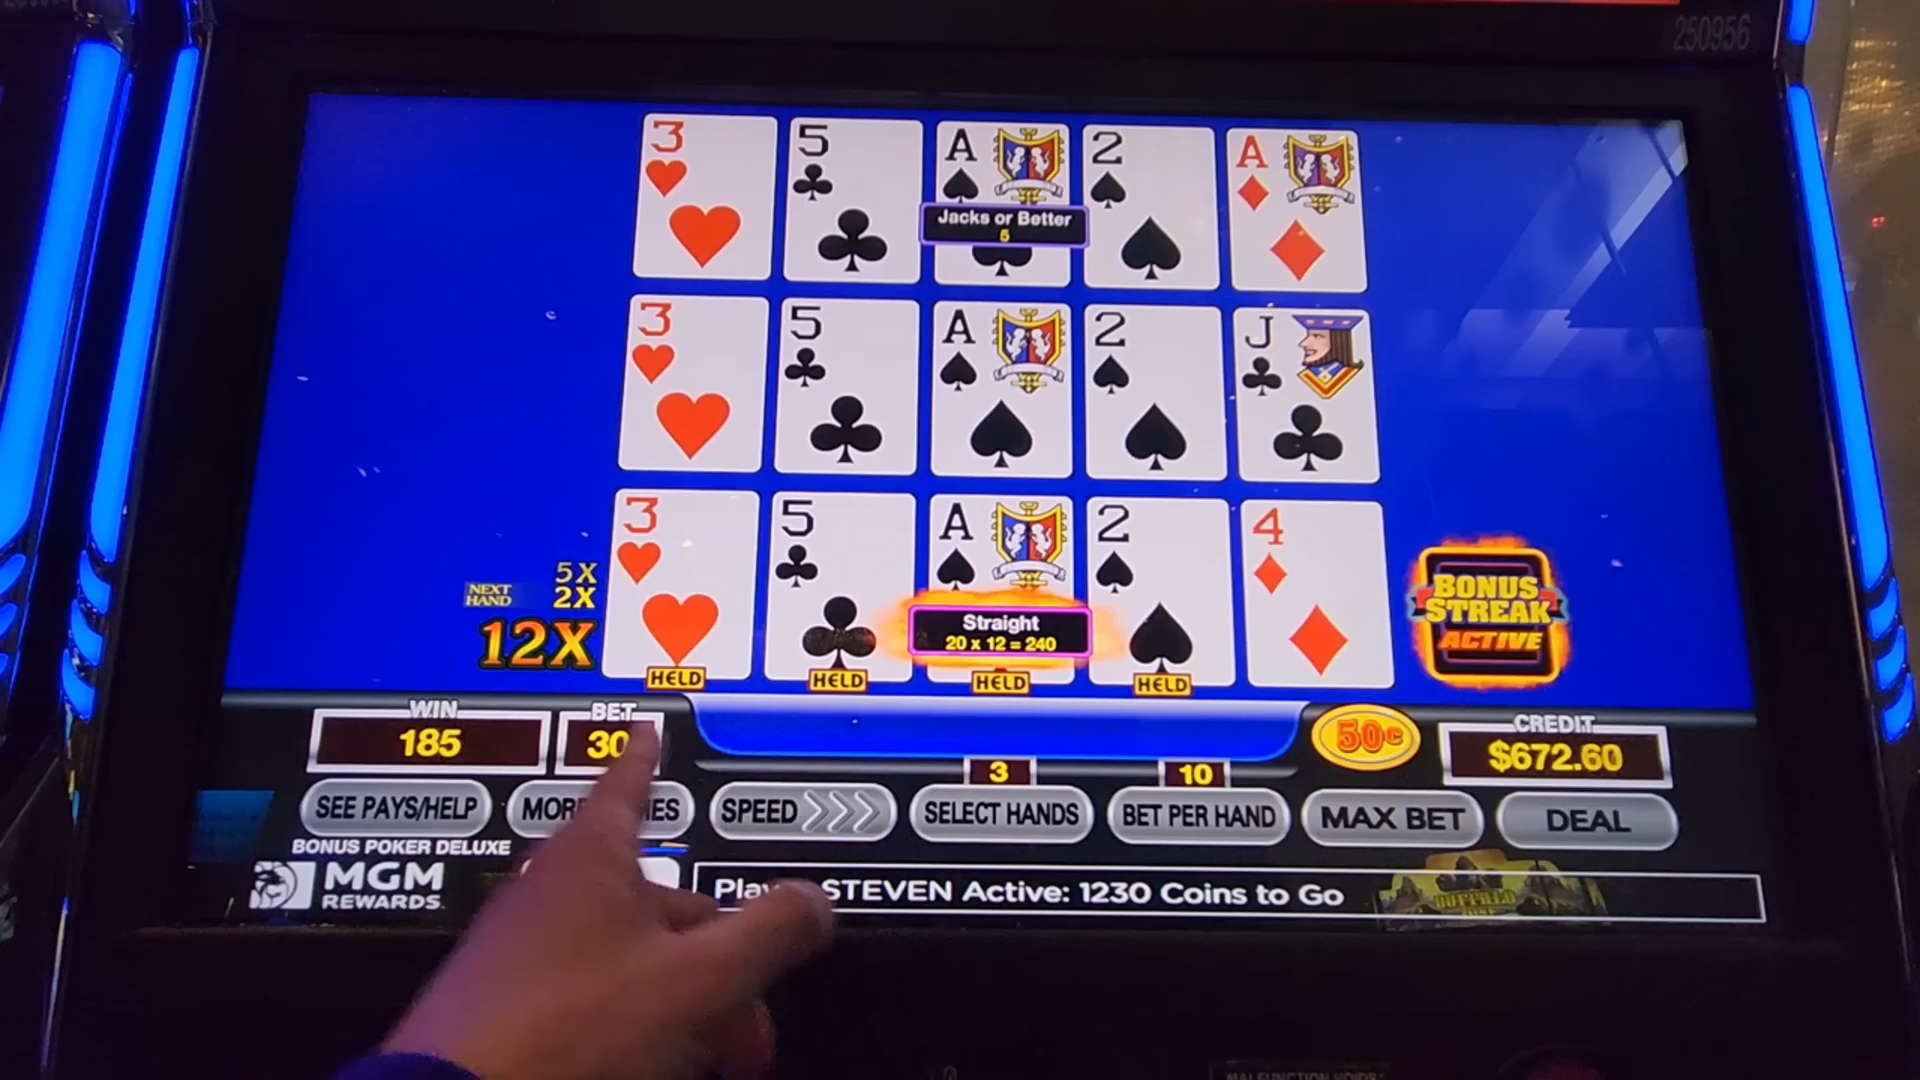 250956
3 5 A 2 A
Jacks or Better
5
3 5 A 2 J
3 5 A 2 4
5X
NEXT HAND 2X
12X
Straight
20 x 12 = 240
HELD HELD HELD HELD
BONUS
STREAK
ACTIVE
WIN BET CREDIT
185 30 50¢ $672.60
3 10
SEE PAYS/HELP SPEED SELECT HANDS BET PER HAND MAX BET DEAL
BONUS POKER DELUXE
MGM
REWARDS
STEVEN Active: 1230 Coins to Go